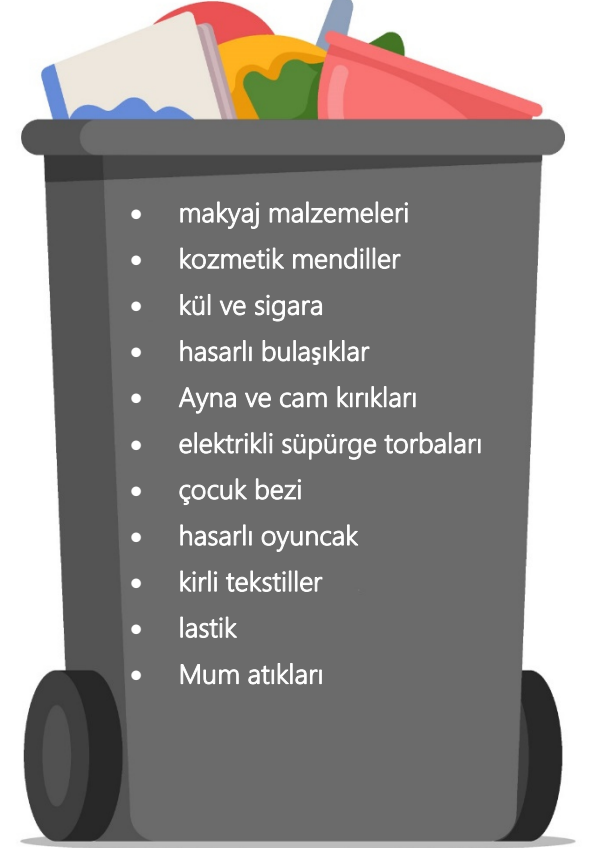 • makyaj malzemeleri
• kozmetik mendiller
• kül ve sigara
• hasarlı bulaşıklar
• Ayna ve cam kırıkları
• elektrikli süpürge torbaları
• çocuk bezi
• hasarlı oyuncak
• kirli tekstiller
• lastik
• Mum atıkları